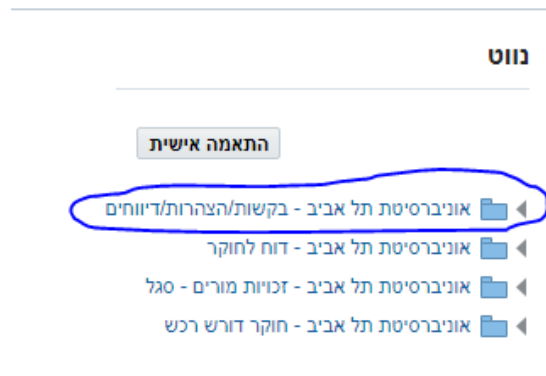 נווט
התאמה אישית
אוניברסיטת תל אביב - בקשות/הצהרות/דיווחים
אוניברסיטת תל אביב - דוח לחוקר
אוניברסיטת תל אביב - זכויות מורים - סגל
אוניברסיטת תל אביב - חוקר דורש רכש